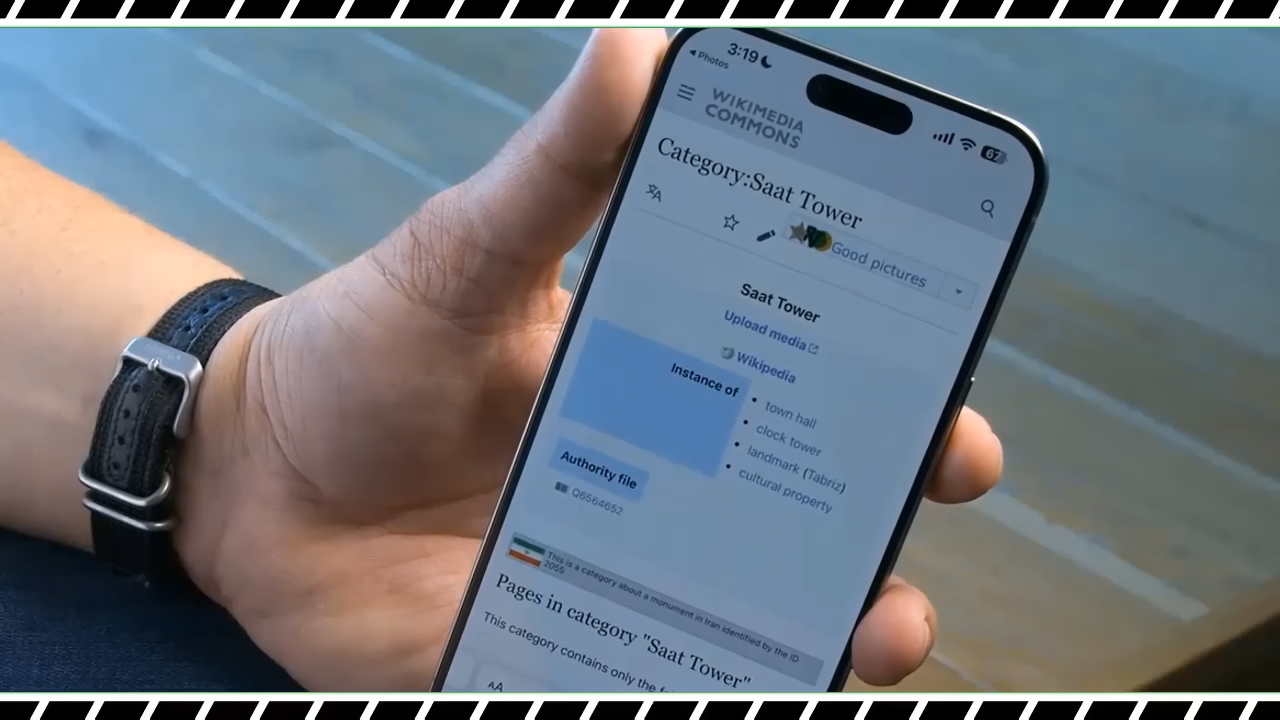 3:19
Photos
67
WIKIMEDIA
COMMONS
Category:Saat Tower
Good pictures
Saat Tower
Upload media
Wikipedia
Instance of
town hall
clock tower
landmark (Tabriz)
cultural property
Authority file
Q6564652
This is a category about a monument in Iran identified by the ID
2055
Pages in category "Saat Tower"
This category contains only the
AA